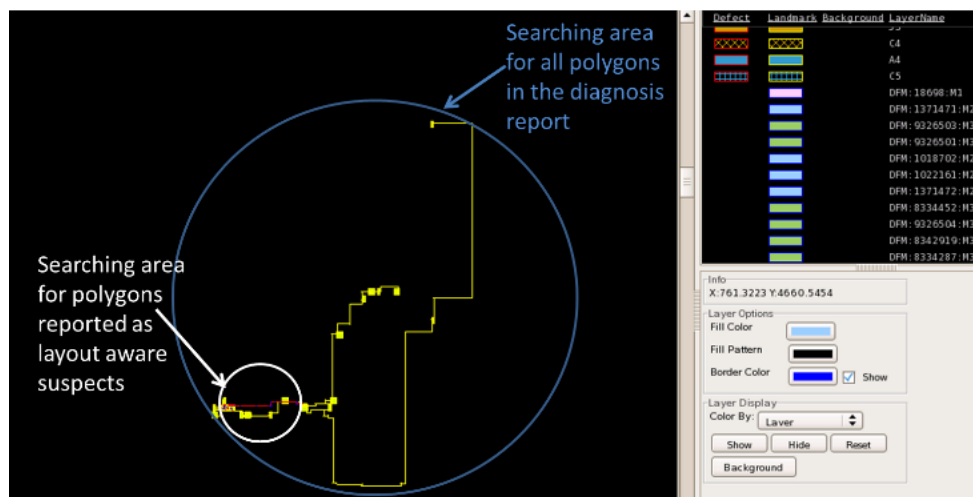 Searching area
for all polygons
in the diagnosis
report
Searching area
for polygons
reported as
layout aware
suspects
Defect Landmark Background LayerName
C4
A4
C5
DFM:18698:M1
DFM:1371471:M2
DFM:9326503:M3
DFM:9326501:M3
DFM:1018702:M2
DFM:1022161:M2
DFM:1371472:M2
DFM:8334452:M3
DFM:9326504:M3
DFM:8342919:M3
DFM:8334287:M3
Info
X:761.3223 Y:4660.5454
Layer Options
Fill Color
Fill Pattern
Border Color Show
Layer Display
Color By: Layer
Show Hide Reset
Background